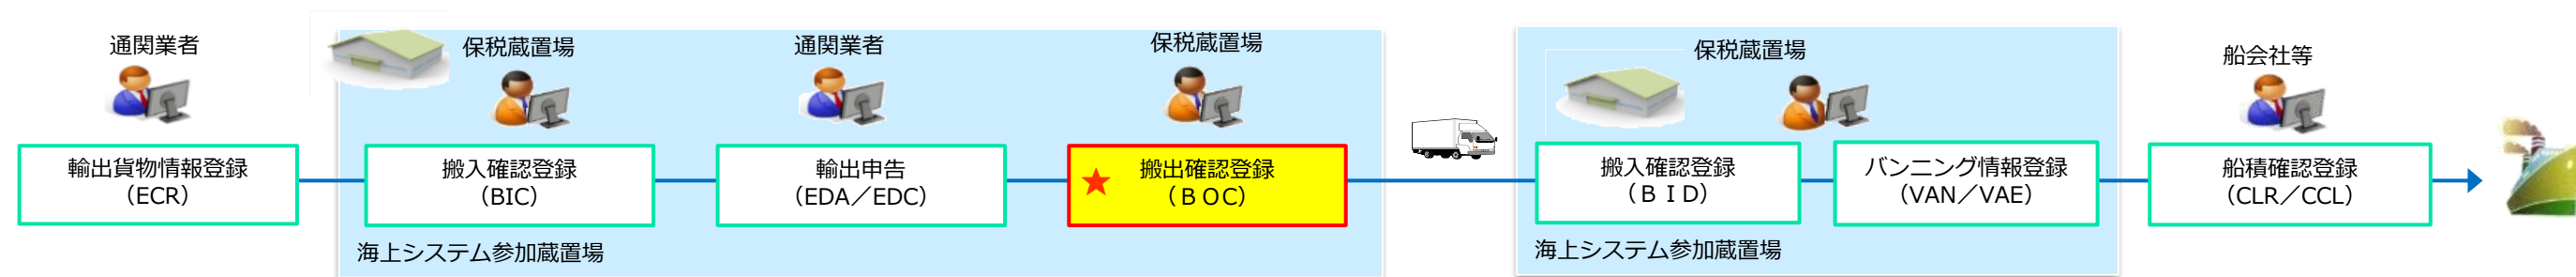 通関業者
輸出貨物情報登録
（ECR）
保税蔵置場
搬入確認登録
（BIC）
通関業者
輸出申告
（EDA／EDC）
保税蔵置場
★ 搬出確認登録
（ＢOC）
海上システム参加蔵置場
保税蔵置場
搬入確認登録
（ＢＩD）
バンニング情報登録
（VAN／VAE）
海上システム参加蔵置場
船会社等
船積確認登録
（CLR／CCL）